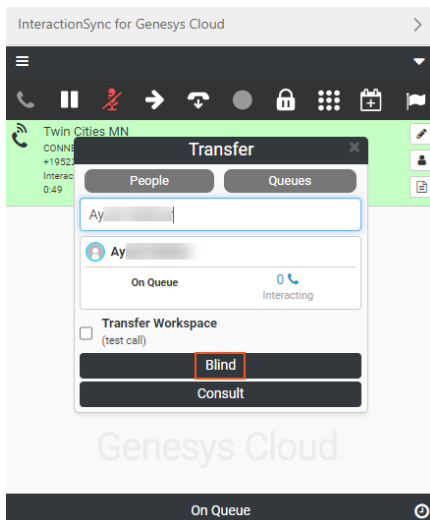 InteractionSync for Genesys Cloud
Twin Cities MN
CONNE
+19522
Interac
0:49
Transfer
People
Queues
Ay
Ay
On Queue
0
Interacting
Transfer Workspace
(test call)
Blind
Consult
Genesys Cloud
On Queue